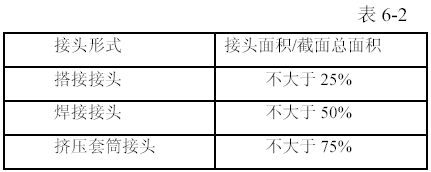 表 6-2
接头形式 接头面积/截面总面积
搭接接头 不大于 25%
焊接接头 不大于 50%
挤压套筒接头 不大于 75%